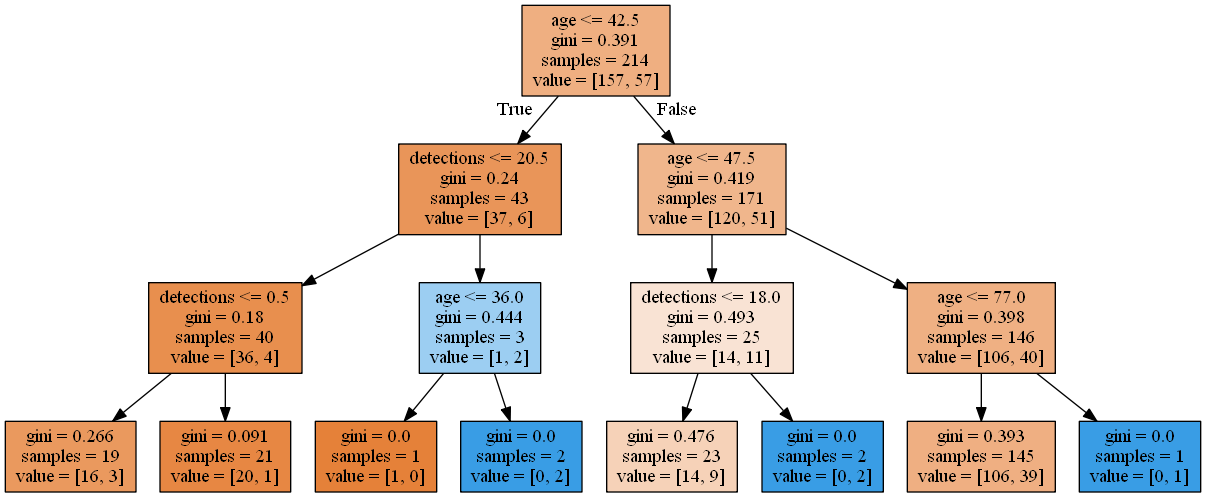 age <= 42.5
gini = 0.391
samples = 214
value = [157, 57]
True
False
detections <= 20.5
gini = 0.24
samples = 43
value = [37, 6]
age <= 47.5
gini = 0.419
samples = 171
value = [120, 51]
detections <= 0.5
gini = 0.18
samples = 40
value = [36, 4]
age <= 36.0
gini = 0.444
samples = 3
value = [1, 2]
detections <= 18.0
gini = 0.493
samples = 25
value = [14, 11]
age <= 77.0
gini = 0.398
samples = 146
value = [106, 40]
gini = 0.266
samples = 19
value = [16, 3]
gini = 0.091
samples = 21
value = [20, 1]
gini = 0.0
samples = 1
value = [1, 0]
gini = 0.0
samples = 2
value = [0, 2]
gini = 0.476
samples = 23
value = [14, 9]
gini = 0.0
samples = 2
value = [0, 2]
gini = 0.393
samples = 145
value = [106, 39]
gini = 0.0
samples = 1
value = [0, 1]